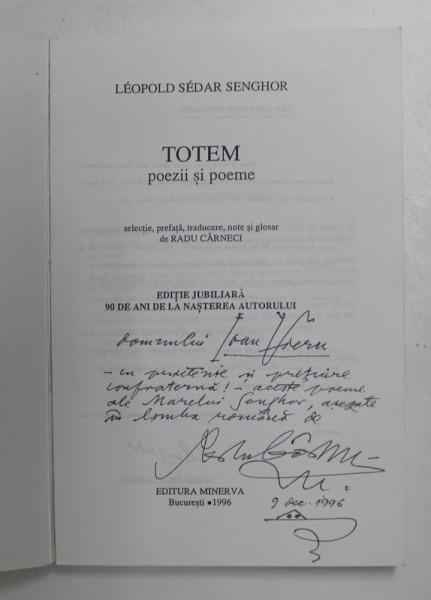 LÉOPOLD SÉDAR SENGHOR
TOTEM
poezii și poeme
selecție, prefață, traducere, note și glosar
de RADU CÂRNECI
EDIȚIE JUBILIARĂ
90 DE ANI DE LA NAȘTEREA AUTORULUI
domnului Ioan
- cu prietenie și prețuire
confraternă! - aceste poeme
ale Marelui Senghor, așezate
în limba română de
EDITURA MINERVA
București • 1996
9 dec. 1996